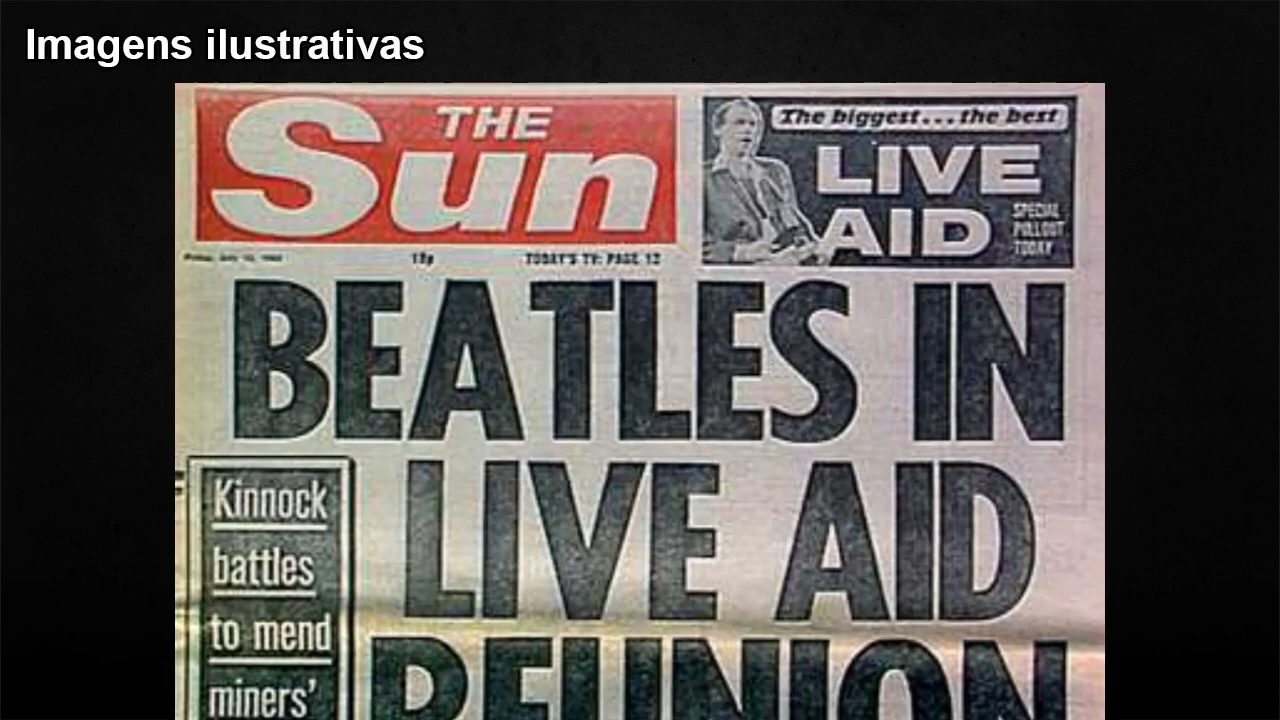 Imagens ilustrativas
THE
Sun
The biggest...the best
LIVE
AID
SPECIAL
PULLOUT
TODAY
18p
TODAY'S TV: PAGE 12
BEATLES IN
LIVE AID
REUNION
Kinnock
battles
to mend
miners'